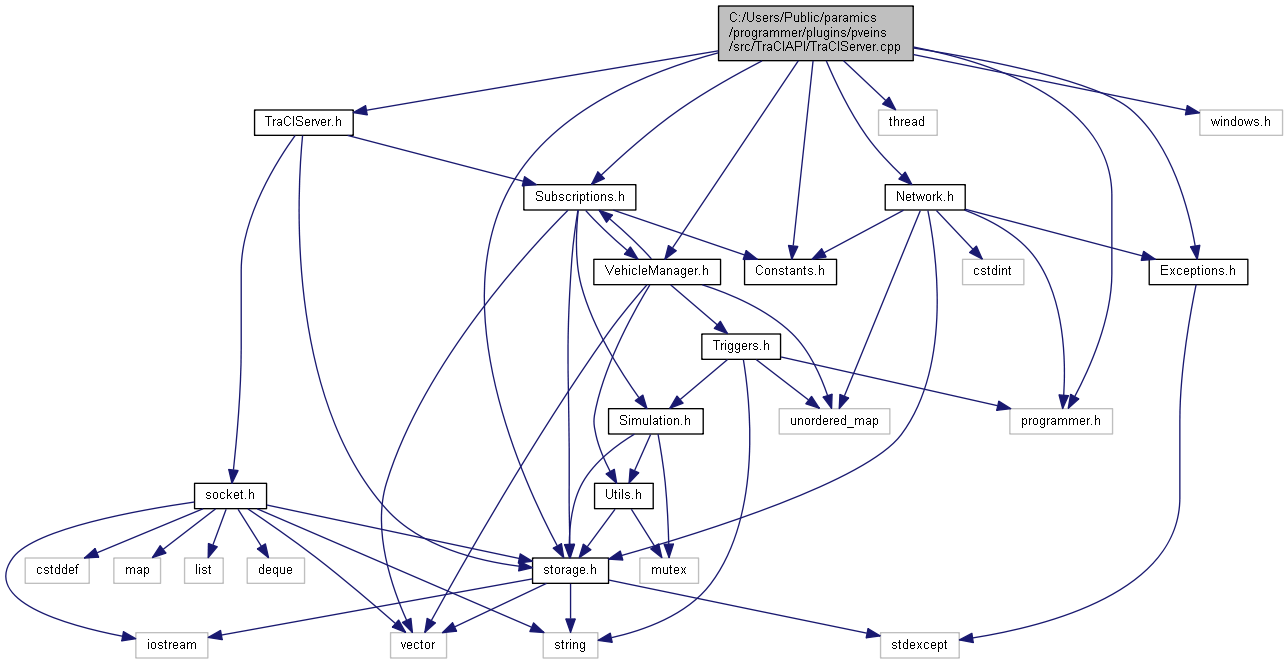 C:/Users/Public/paramics
/programmer/plugins/pveins
/src/TraCIAPI/TraCIServer.cpp
TraCIServer.h
thread
windows.h
Subscriptions.h
Network.h
VehicleManager.h
Constants.h
cstdint
Exceptions.h
Triggers.h
Simulation.h
unordered_map
programmer.h
socket.h
Utils.h
cstddef
map
list
deque
storage.h
mutex
iostream
vector
string
stdexcept